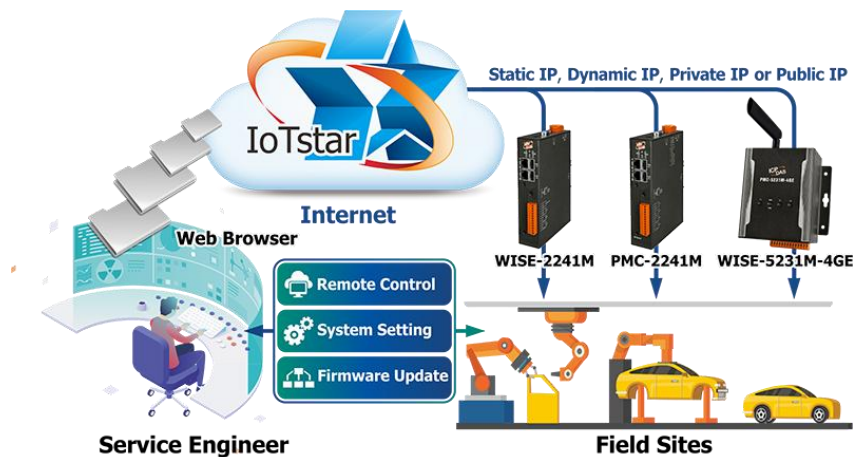 Static IP, Dynamic IP, Private IP or Public IP
IoTstar
Internet
Web Browser
WISE-2241M
PMC-2241M
WISE-5231M-4GE
Remote Control
System Setting
Firmware Update
Service Engineer
Field Sites